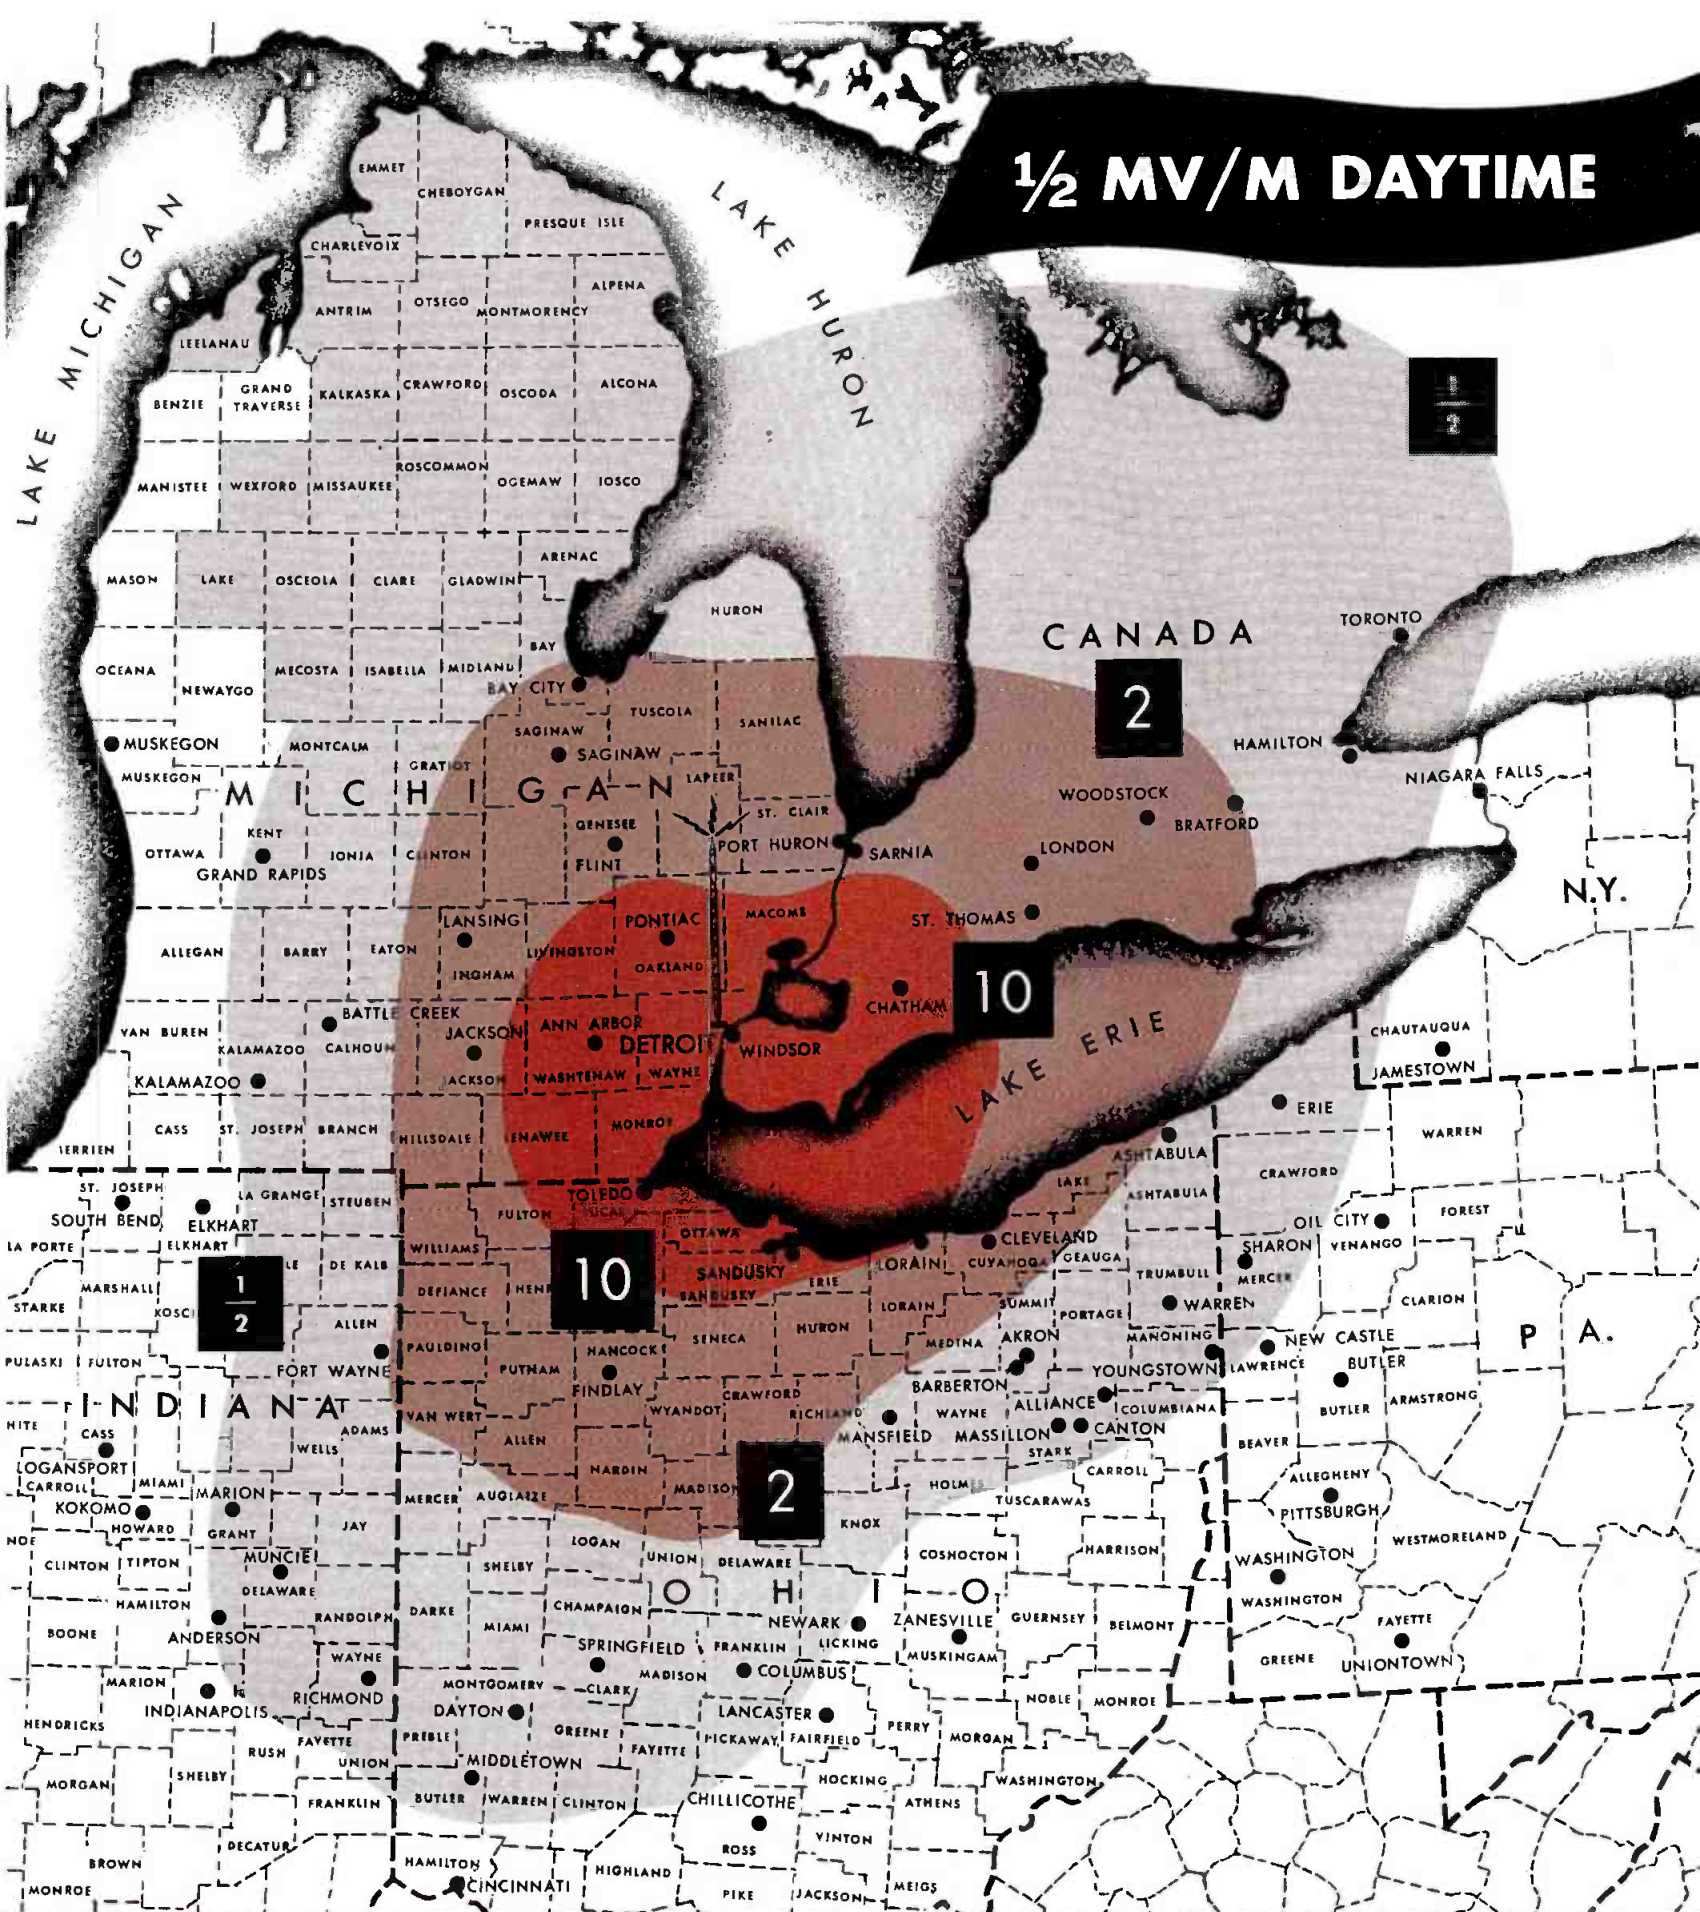 ½ MV/M DAYTIME
LAKE MICHIGAN
LAKE HURON
EMMET
CHEBOYGAN
PRESQUE ISLE
CHARLEVOIX
ALPENA
ANTRIM
OTSEGO
MONTMORENCY
LEELANAU
BENZIE
GRAND
TRAVERSE
KALKASKA
CRAWFORD
OSCODA
ALCONA
MANISTEE
WEXFORD
MISSAUKEE
ROSCOMMON
OGEMAW
IOSCO
1
2
MASON
LAKE
OSCEOLA
CLARE
GLADWIN
ARENAC
HURON
CANADA
TORONTO
OCEANA
NEWAYGO
MECOSTA
ISABELLA
MIDLAND
BAY
BAY CITY
2
TUSCOLA
SANILAC
MUSKEGON
MUSKEGON
MONTCALM
GRATIOT
SAGINAW
SAGINAW
LAPEER
HAMILTON
NIAGARA FALLS
MICHIGAN
ST. CLAIR
WOODSTOCK
BRATFORD
OTTAWA
KENT
GRAND RAPIDS
IONIA
CLINTON
GENESEE
FLINT
PORT HURON
SARNIA
LONDON
N.Y.
ALLEGAN
BARRY
EATON
LANSING
INGHAM
LIVINGSTON
PONTIAC
OAKLAND
MACOMB
ST. THOMAS
10
CHATHAM
VAN BUREN
KALAMAZOO
KALAMAZOO
BATTLE CREEK
CALHOUN
JACKSON
JACKSON
ANN ARBOR
WASHTENAW
DETROIT
WAYNE
WINDSOR
LAKE ERIE
CHAUTAUQUA
JAMESTOWN
CASS
ST. JOSEPH
BRANCH
HILLSDALE
LENAWEE
MONROE
ERIE
WARREN
CRAWFORD
ASHTABULA
ASHTABULA
LAKE
ST. JOSEPH
SOUTH BEND
ELKHART
ELKHART
LA GRANGE
STEUBEN
TOLEDO
FULTON
OTTAWA
WILLIAMS
LA PORTE
MARSHALL
STARKE
1
2
DE KALB
DEFIANCE
10
SANDUSKY
SANDUSKY
ERIE
LORAIN
LORAIN
CLEVELAND
CUYAHOGA
GEAUGA
TRUMBULL
SHARON
MERCER
OIL CITY
VENANGO
FOREST
CLARION
PULASKI
FULTON
ALLEN
FORT WAYNE
PAULDING
PUTNAM
HANCOCK
FINDLAY
SENECA
HURON
MEDINA
SUMMIT
AKRON
PORTAGE
WARREN
MAHONING
YOUNGSTOWN
LAWRENCE
NEW CASTLE
BUTLER
BUTLER
ARMSTRONG
PA.
INDIANA
CASS
LOGANSPORT
CARROLL
MIAMI
WELLS
ADAMS
VAN WERT
ALLEN
WYANDOT
CRAWFORD
RICHLAND
MANSFIELD
BARBERTON
WAYNE
MASSILLON
ALLIANCE
CANTON
STARK
COLUMBIANA
BEAVER
ALLEGHENY
PITTSBURGH
WESTMORELAND
KOKOMO
HOWARD
MARION
GRANT
JAY
MERCER
AUGLAIZE
HARDIN
2
KNOX
HOLMES
TUSCARAWAS
CARROLL
CLINTON
TIPTON
HAMILTON
MUNCIE
DELAWARE
SHELBY
LOGAN
UNION
DELAWARE
COSHOCTON
HARRISON
WASHINGTON
WASHINGTON
BOONE
ANDERSON
RANDOLPH
DARKE
MIAMI
CHAMPAIGN
OHIO
NEWARK
LICKING
ZANESVILLE
MUSKINGAM
GUERNSEY
BELMONT
GREENE
FAYETTE
UNIONTOWN
WAYNE
RICHMOND
SPRINGFIELD
CLARK
MADISON
FRANKLIN
COLUMBUS
MARION
INDIANAPOLIS
HENDRICKS
MONTGOMERY
DAYTON
PREBLE
GREENE
FAYETTE
LANCASTER
PICKAWAY
FAIRFIELD
PERRY
MORGAN
NOBLE
MONROE
FAYETTE
RUSH
UNION
SHELBY
MORGAN
MIDDLETOWN
BUTLER
WARREN
CLINTON
CHILLICOTHE
HOCKING
ATHENS
WASHINGTON
FRANKLIN
DECATUR
BROWN
MONROE
HAMILTON
CINCINNATI
HIGHLAND
ROSS
PIKE
VINTON
JACKSON
MEIGS